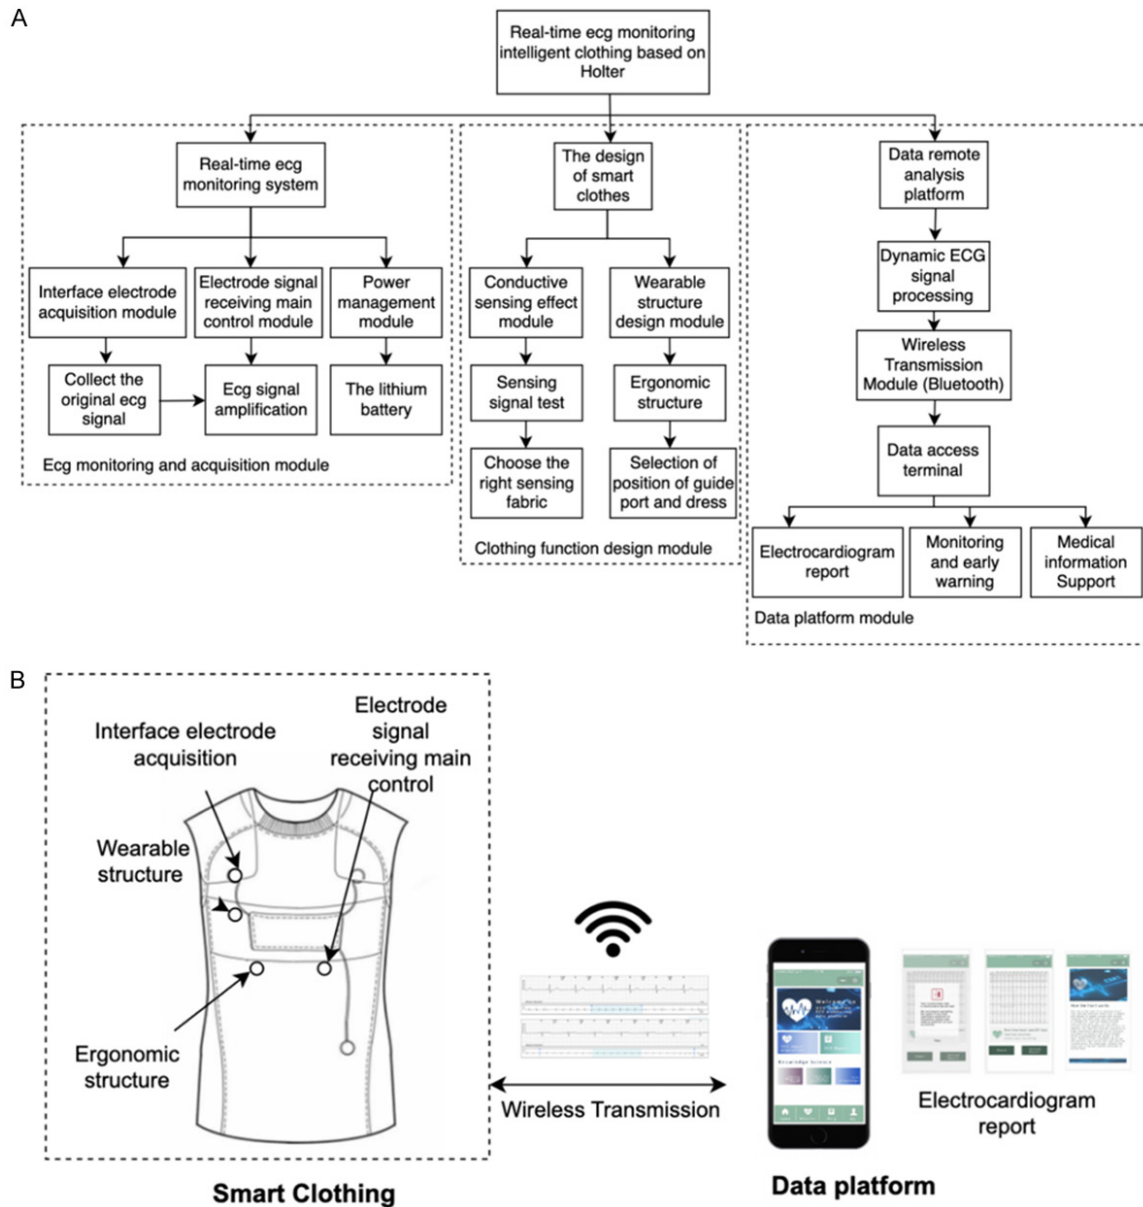 A
Real-time ecg monitoring
intelligent clothing based on
Holter
Real-time ecg
monitoring system
The design
of smart
clothes
Data remote
analysis
platform
Interface electrode
acquisition module
Electrode signal
receiving main
control module
Power
management
module
Conductive
sensing effect
module
Wearable
structure
design module
Dynamic ECG
signal
processing
Collect the
original ecg
signal
Ecg signal
amplification
The lithium
battery
Sensing
signal test
Ergonomic
structure
Wireless
Transmission
Module (Bluetooth)
Choose the
right sensing
fabric
Selection of
position of guide
port and dress
Data access
terminal
Ecg monitoring and acquisition module
Clothing function design module
Electrocardiogram
report
Monitoring
and early
warning
Medical
information
Support
Data platform module
B
Interface electrode
acquisition
Electrode
signal
receiving main
control
Wearable
structure
Ergonomic
structure
Wireless Transmission
Welcome
Electrocardiogram
report
Smart Clothing
Data platform